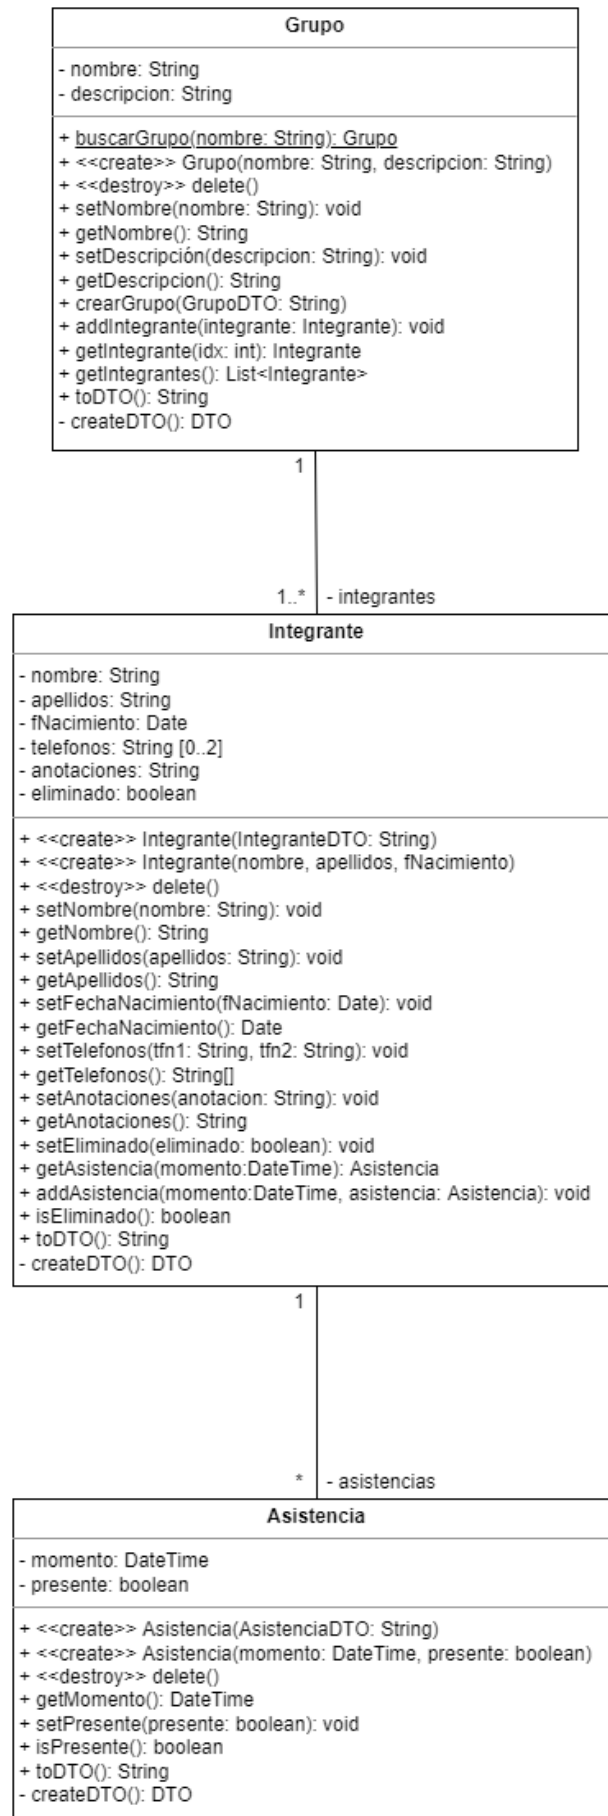 Grupo
- nombre: String
- descripcion: String
+ buscarGrupo(nombre: String): Grupo
+ <<create>> Grupo(nombre: String, descripcion: String)
+ <<destroy>> delete()
+ setNombre(nombre: String): void
+ getNombre(): String
+ setDescripción(descripcion: String): void
+ getDescripcion(): String
+ crearGrupo(GrupoDTO: String)
+ addIntegrante(integrante: Integrante): void
+ getIntegrante(idx: int): Integrante
+ getIntegrantes(): List<Integrante>
+ toDTO(): String
- createDTO(): DTO
1
1..* - integrantes
Integrante
- nombre: String
- apellidos: String
- fNacimiento: Date
- telefonos: String [0..2]
- anotaciones: String
- eliminado: boolean
+ <<create>> Integrante(IntegranteDTO: String)
+ <<create>> Integrante(nombre, apellidos, fNacimiento)
+ <<destroy>> delete()
+ setNombre(nombre: String): void
+ getNombre(): String
+ setApellidos(apellidos: String): void
+ getApellidos(): String
+ setFechaNacimiento(fNacimiento: Date): void
+ getFechaNacimiento(): Date
+ setTelefonos(tfn1: String, tfn2: String): void
+ getTelefonos(): String[]
+ setAnotaciones(anotacion: String): void
+ getAnotaciones(): String
+ setEliminado(eliminado: boolean): void
+ getAsistencia(momento:DateTime): Asistencia
+ addAsistencia(momento:DateTime, asistencia: Asistencia): void
+ isEliminado(): boolean
+ toDTO(): String
- createDTO(): DTO
1
* - asistencias
Asistencia
- momento: DateTime
- presente: boolean
+ <<create>> Asistencia(AsistenciaDTO: String)
+ <<create>> Asistencia(momento: DateTime, presente: boolean)
+ <<destroy>> delete()
+ getMomento(): DateTime
+ setPresente(presente: boolean): void
+ isPresente(): boolean
+ toDTO(): String
- createDTO(): DTO